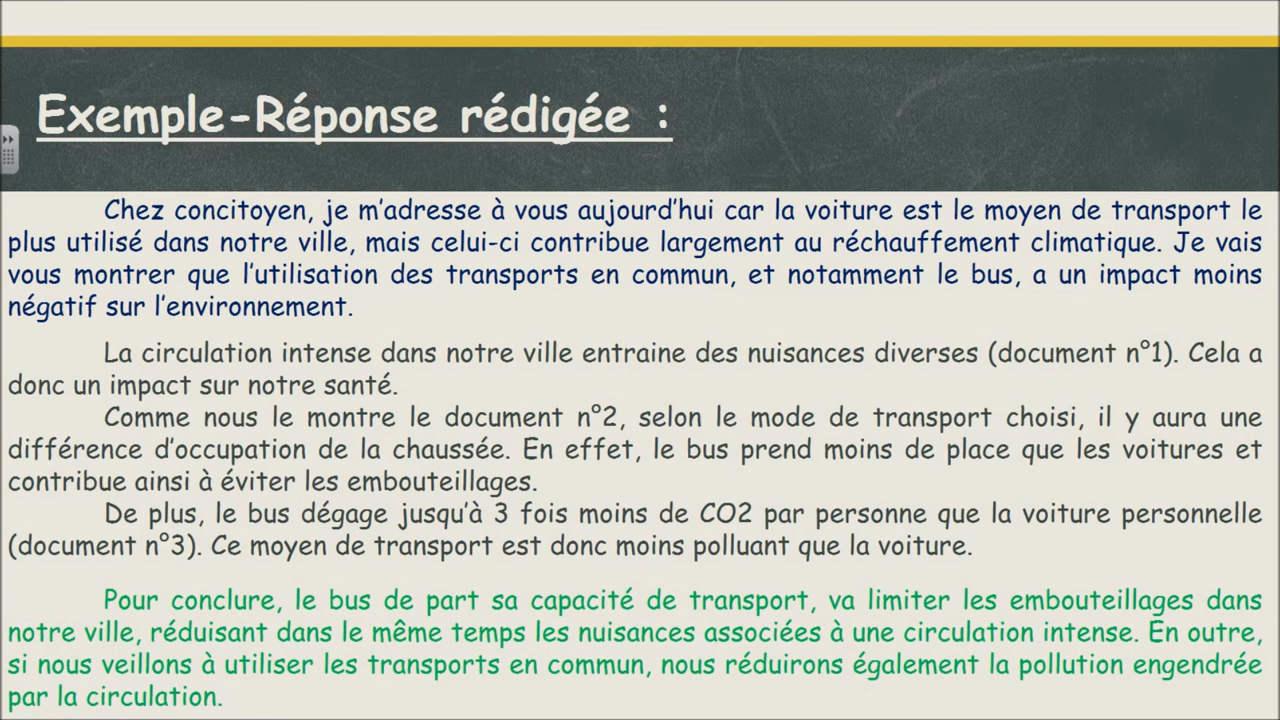 Exemple-Réponse rédigée :
Chez concitoyen, je m'adresse à vous aujourd'hui car la voiture est le moyen de transport le
plus utilisé dans notre ville, mais celui-ci contribue largement au réchauffement climatique. Je vais
vous montrer que l'utilisation des transports en commun, et notamment le bus, a un impact moins
négatif sur l'environnement.
La circulation intense dans notre ville entraine des nuisances diverses (document n°1). Cela a
donc un impact sur notre santé.
Comme nous le montre le document n°2, selon le mode de transport choisi, il y aura une
différence d'occupation de la chaussée. En effet, le bus prend moins de place que les voitures et
contribue ainsi à éviter les embouteillages.
De plus, le bus dégage jusqu'à 3 fois moins de CO2 par personne que la voiture personnelle
(document n°3). Ce moyen de transport est donc moins polluant que la voiture.
Pour conclure, le bus de part sa capacité de transport, va limiter les embouteillages dans
notre ville, réduisant dans le même temps les nuisances associées à une circulation intense. En outre,
si nous veillons à utiliser les transports en commun, nous réduirons également la pollution engendrée
par la circulation.